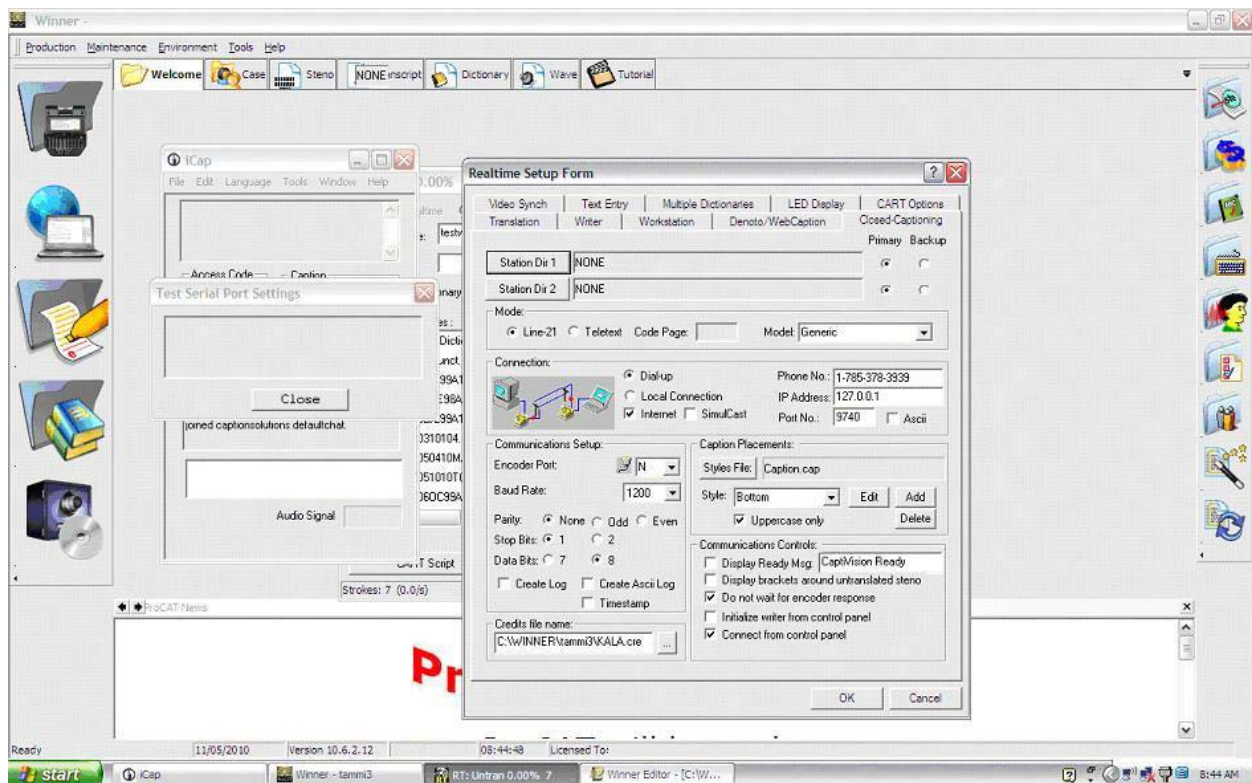 Winner -
Production Maintenance Environment Tools Help
Welcome Case Steno NONE inscript Dictionary Wave Tutorial
iCap
File Edit Language Tools Window Help
Access Code Caption
Test Serial Port Settings
Close
joined captionsolutions defaultchat.
Audio Signal
0.00%
Strokes: 7 (0.0/s)
Realtime Setup Form
Video Synch Text Entry Multiple Dictionaries LED Display CART Options
Translation Writer Workstation Denoto/WebCaption Closed-Captioning
Primary Backup
Station Dir 1 NONE
Station Dir 2 NONE
Mode:
Line-21 Teletext Code Page: Model: Generic
Connection:
Dial-up Phone No.: 1-785-378-3939
Local Connection IP Address: 127.0.0.1
Internet SimulCast Port No.: 9740 Ascii
Communications Setup:
Encoder Port: N
Baud Rate: 1200
Parity: None Odd Even
Stop Bits: 1 2
Data Bits: 7 8
Create Log Create Ascii Log
Timestamp
Credits file name:
C:\WINNER\tammi3\KALA.cre ...
Caption Placements:
Styles File: Caption.cap
Style: Bottom Edit Add
Uppercase only Delete
Communications Controls:
Display Ready Msg: CaptiVision Ready
Display brackets around untranslated steno
Do not wait for encoder response
Initialize writer from control panel
Connect from control panel
OK Cancel
ProCAT News
Pr
Ready 11/05/2010 Version 10.6.2.12 08:44:48 Licensed To:
start iCap Winner - tammi3 RT: Untran 0.00% 7 Winner Editor - [C:\W... 8:44 AM